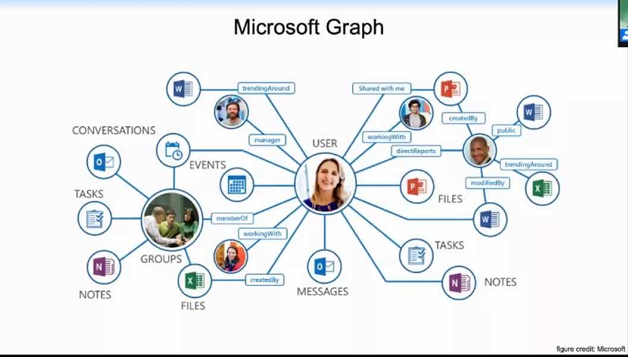 Microsoft Graph
trendingAround
Shared with me
CONVERSATIONS
createdBy
public
manager
USER
workingWith
EVENTS
directReports
trendingAround
TASKS
modifiedBy
FILES
memberOf
workingWith
TASKS
GROUPS
createdBy
NOTES
FILES
MESSAGES
NOTES
figure credit: Microsoft
W
P
W
O
X
P
W
N
X
O
N